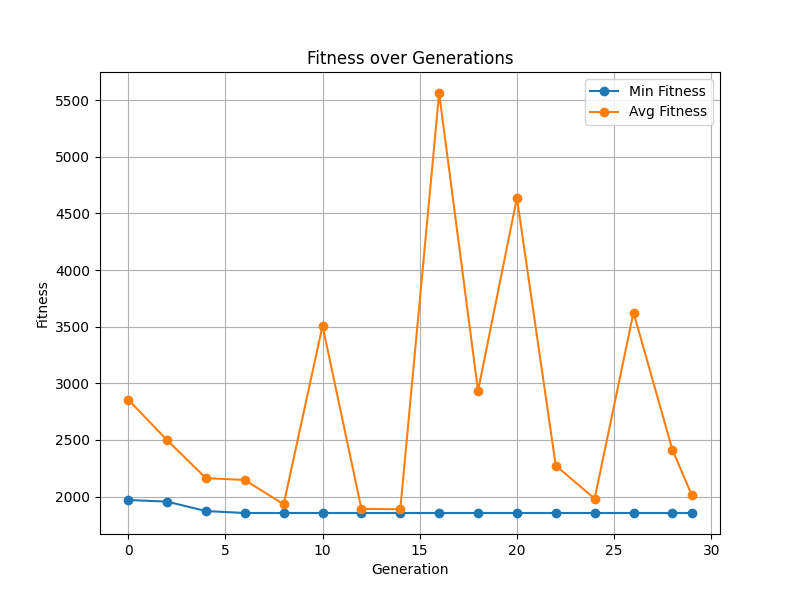 Fitness over Generations
Min Fitness
Avg Fitness
5500
5000
4500
4000
3500
3000
2500
2000
Fitness
0 5 10 15 20 25 30
Generation